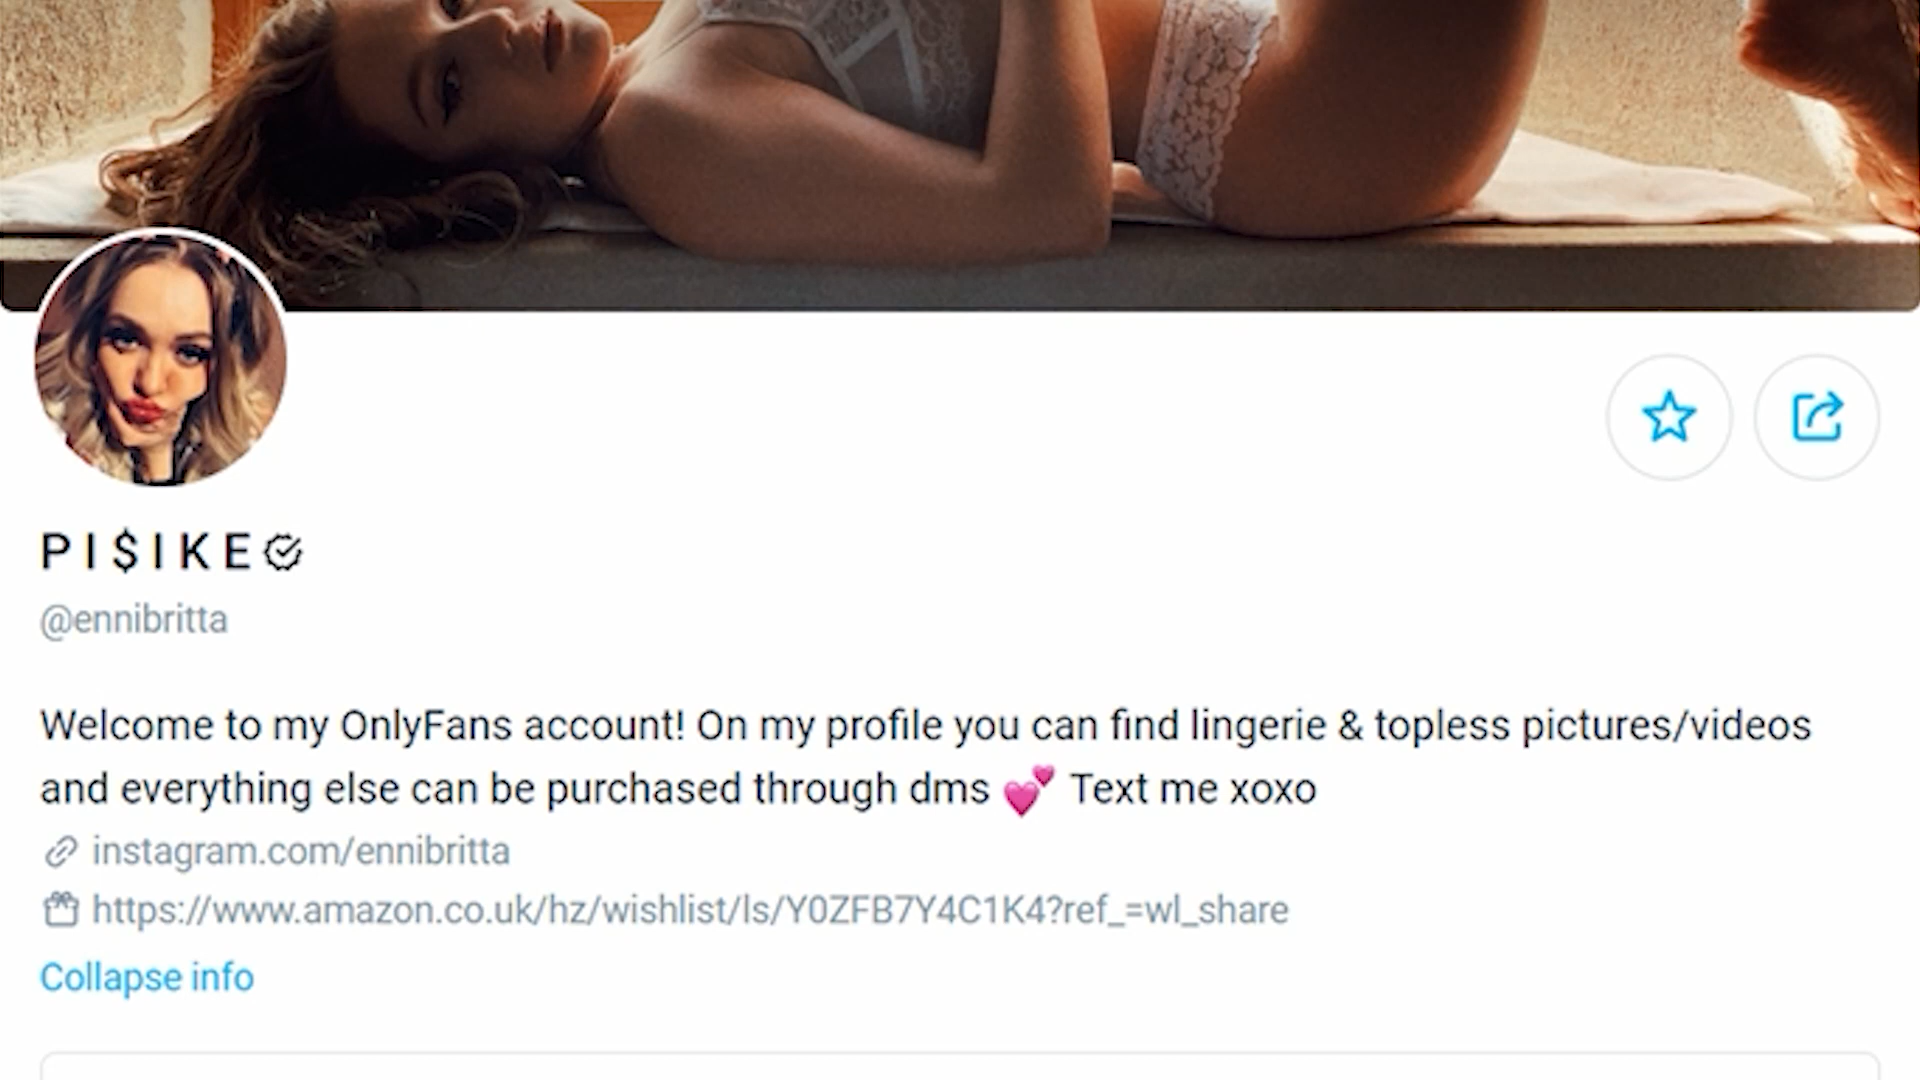 P I $ I K E
@ennibritta
Welcome to my OnlyFans account! On my profile you can find lingerie & topless pictures/videos
and everything else can be purchased through dms 💕 Text me xoxo
instagram.com/ennibritta
https://www.amazon.co.uk/hz/wishlist/ls/Y0ZFB7Y4C1K4?ref_=wl_share
Collapse info